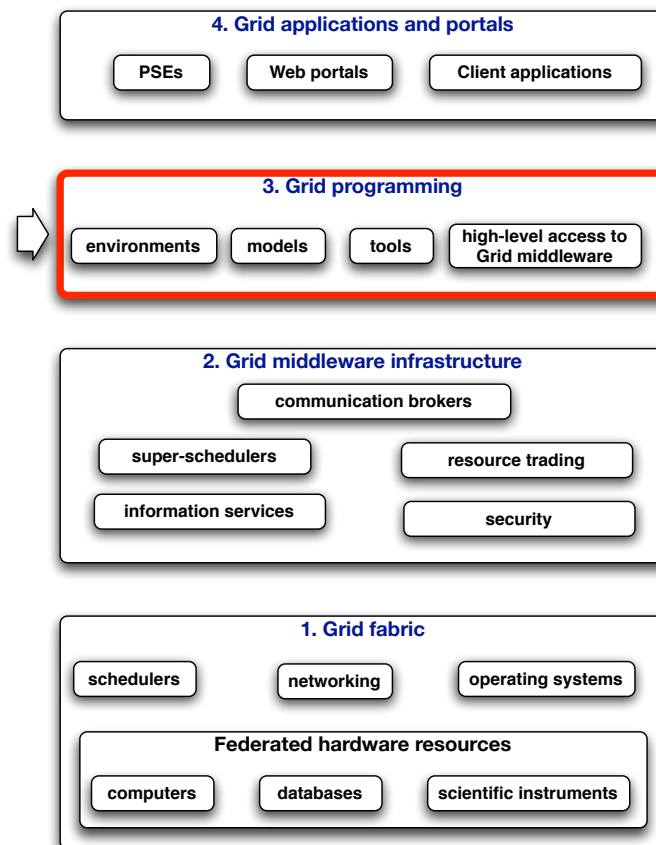 4. Grid applications and portals
PSEs
Web portals
Client applications
3. Grid programming
environments
models
tools
high-level access to
Grid middleware
2. Grid middleware infrastructure
communication brokers
super-schedulers
resource trading
information services
security
1. Grid fabric
schedulers
networking
operating systems
Federated hardware resources
computers
databases
scientific instruments